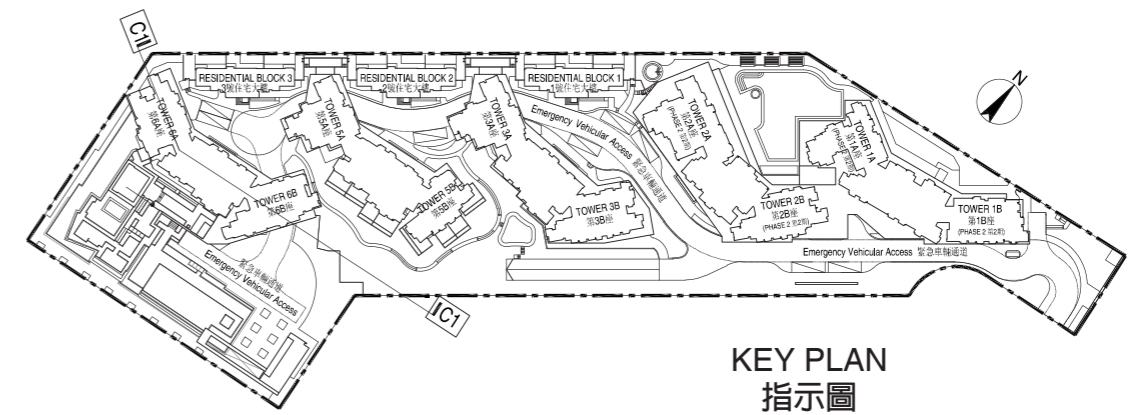 C1
RESIDENTIAL BLOCK 3
3號住宅大樓
RESIDENTIAL BLOCK 2
2號住宅大樓
RESIDENTIAL BLOCK 1
1號住宅大樓
N
TOWER 6A
第6A座
TOWER 5A
第5A座
TOWER 3A
第3A座
Emergency Vehicular Access 緊急車輛通道
TOWER 2A
第2A座
(PHASE 2 第2期)
TOWER 1A
第1A座
(PHASE 2 第2期)
TOWER 6B
第6B座
TOWER 5B
第5B座
TOWER 3B
第3B座
TOWER 2B
第2B座
(PHASE 2 第2期)
TOWER 1B
第1B座
(PHASE 2 第2期)
Emergency Vehicular Access 緊急車輛通道
緊急車輛通道
Emergency Vehicular Access
C1
KEY PLAN
指示圖